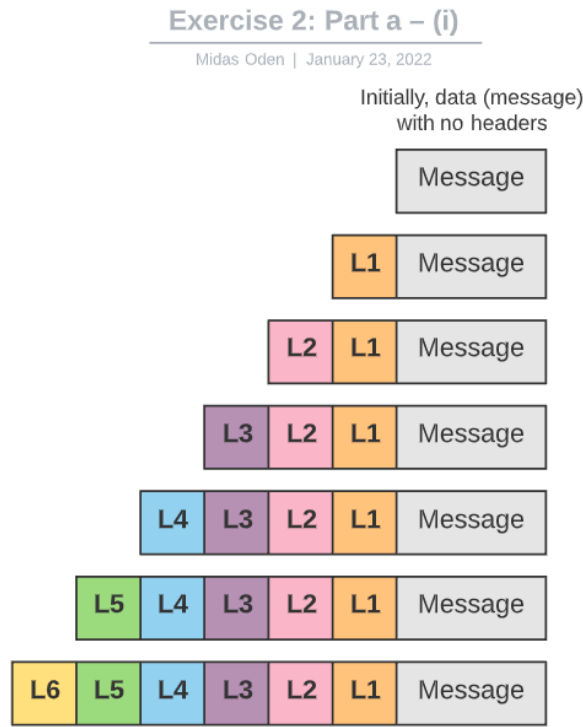 Exercise 2: Part a – (i)
Midas Oden | January 23, 2022
Initially, data (message)
with no headers
Message
L1 Message
L2 L1 Message
L3 L2 L1 Message
L4 L3 L2 L1 Message
L5 L4 L3 L2 L1 Message
L6 L5 L4 L3 L2 L1 Message